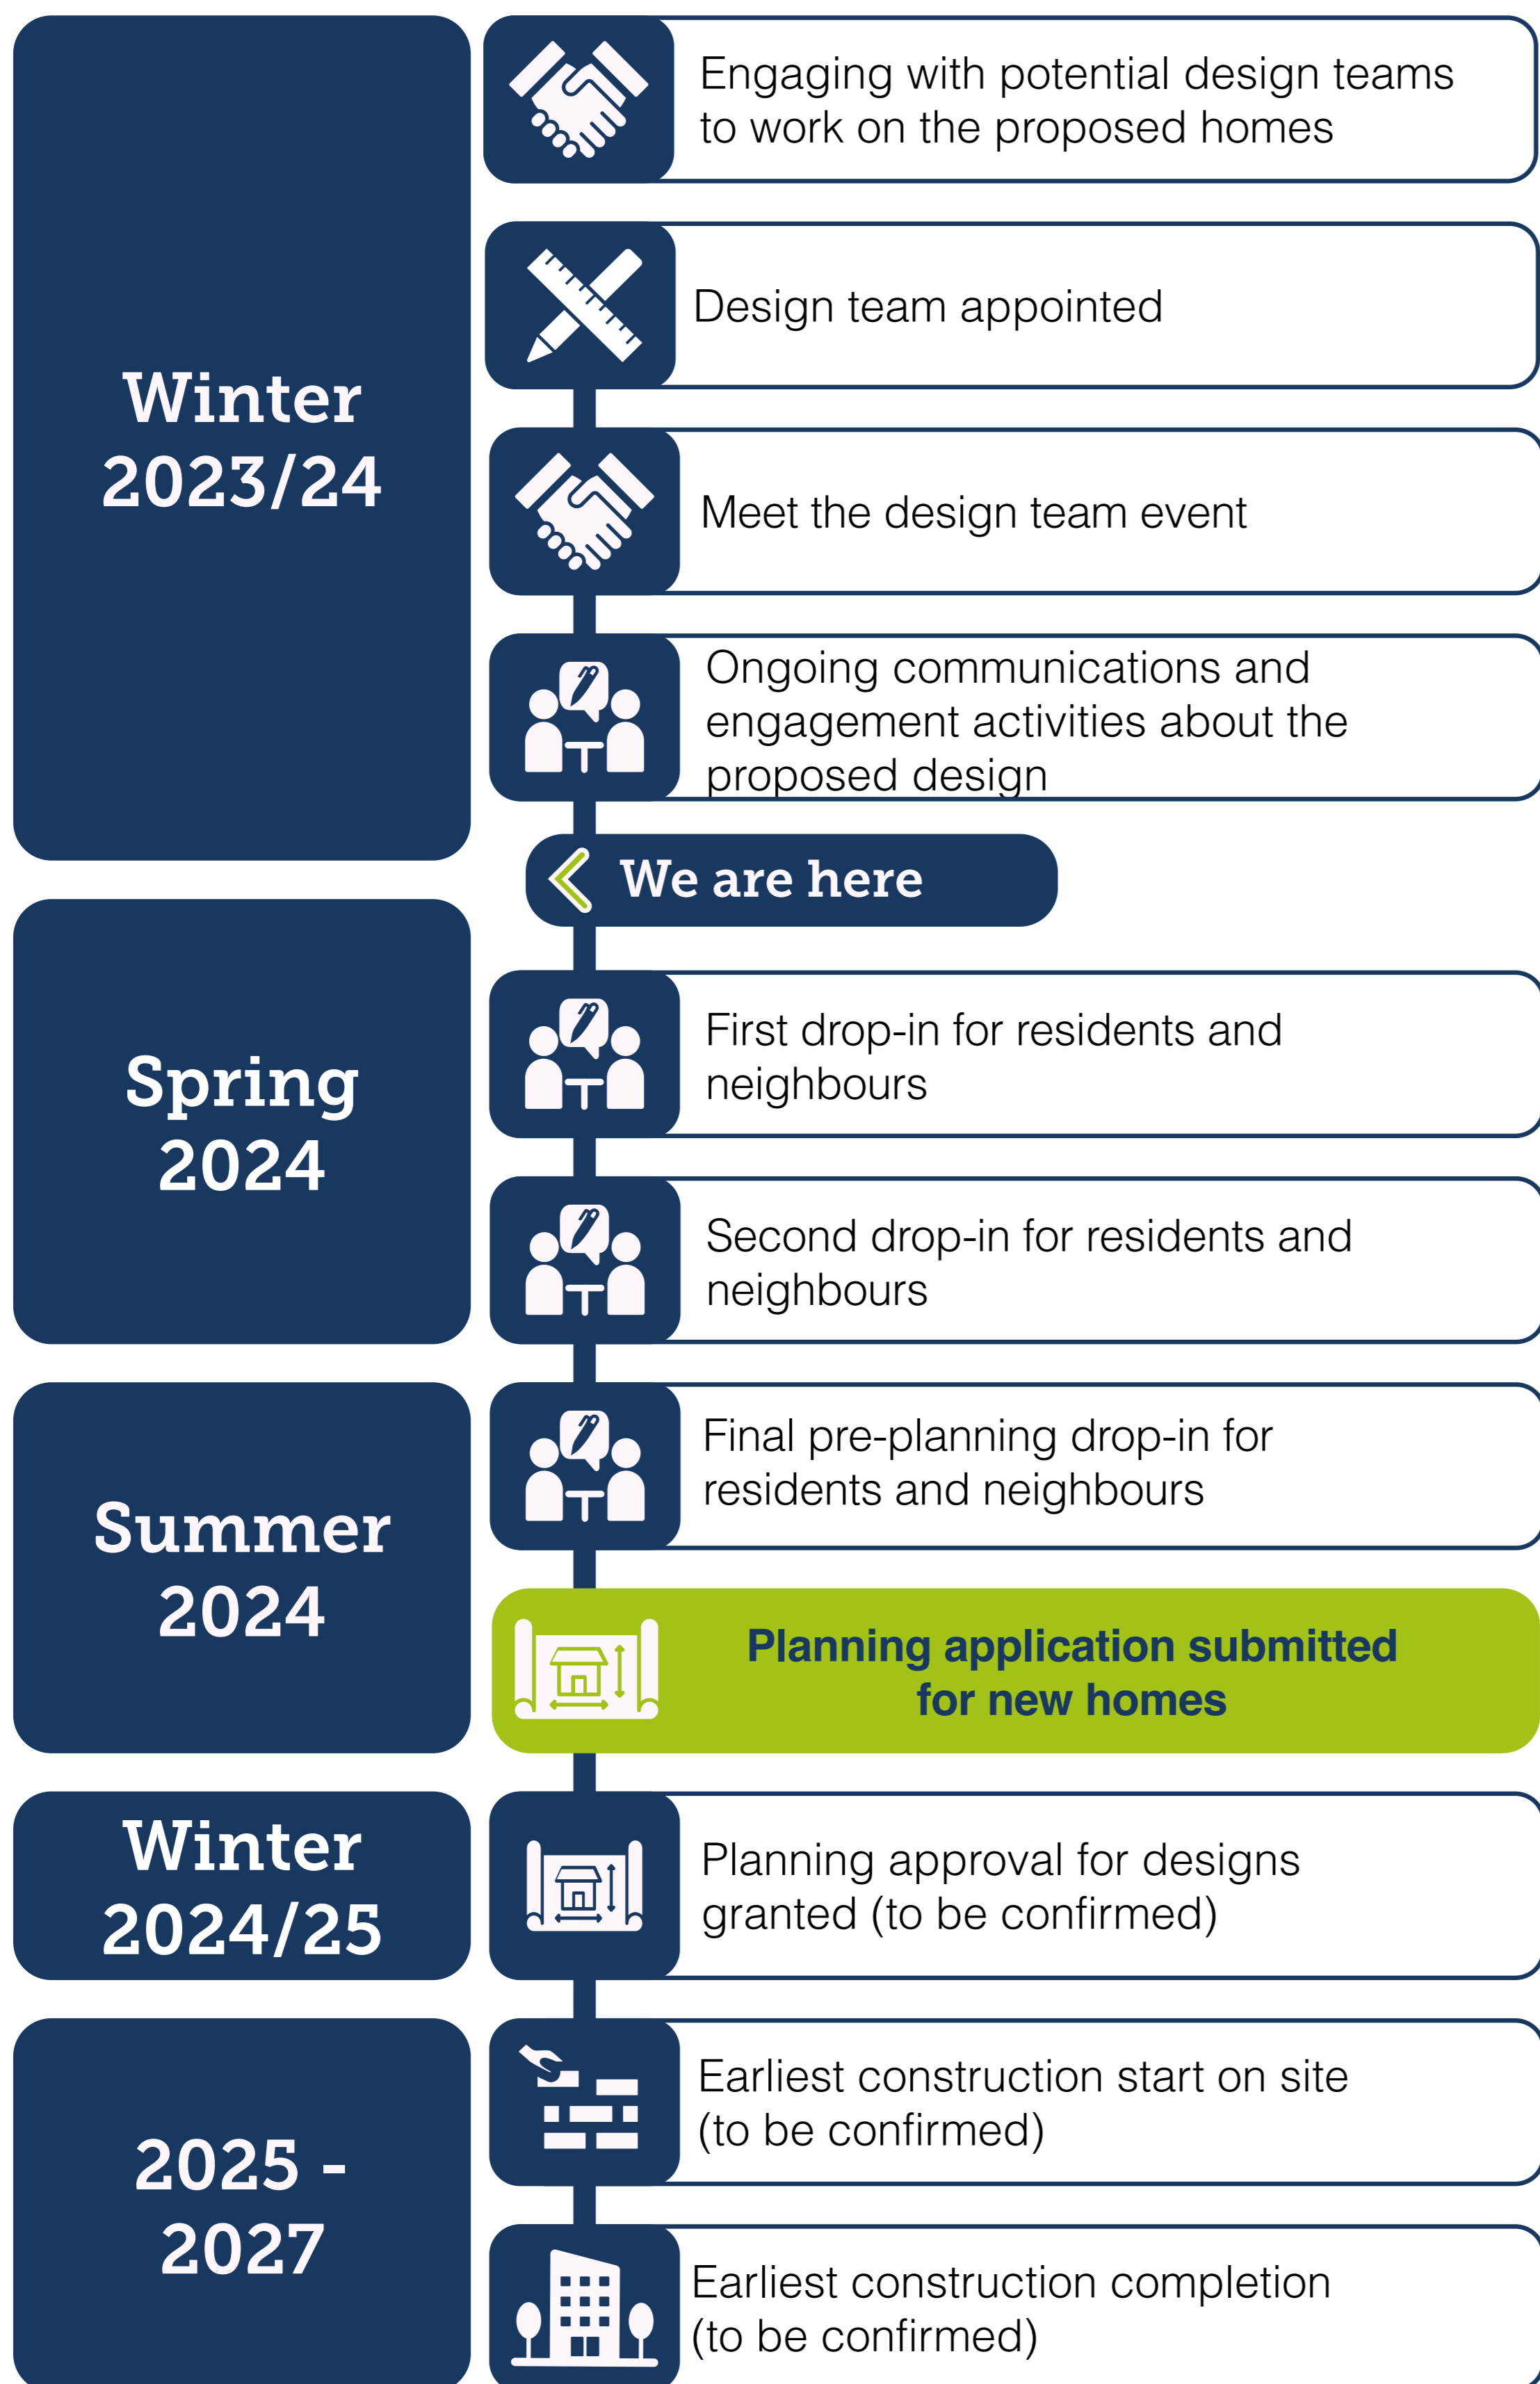 Winter
2023/24
Engaging with potential design teams
to work on the proposed homes
Design team appointed
Meet the design team event
Ongoing communications and
engagement activities about the
proposed design
We are here
Spring
2024
First drop-in for residents and
neighbours
Second drop-in for residents and
neighbours
Summer
2024
Final pre-planning drop-in for
residents and neighbours
Planning application submitted
for new homes
Winter
2024/25
Planning approval for designs
granted (to be confirmed)
2025 -
2027
Earliest construction start on site
(to be confirmed)
Earliest construction completion
(to be confirmed)